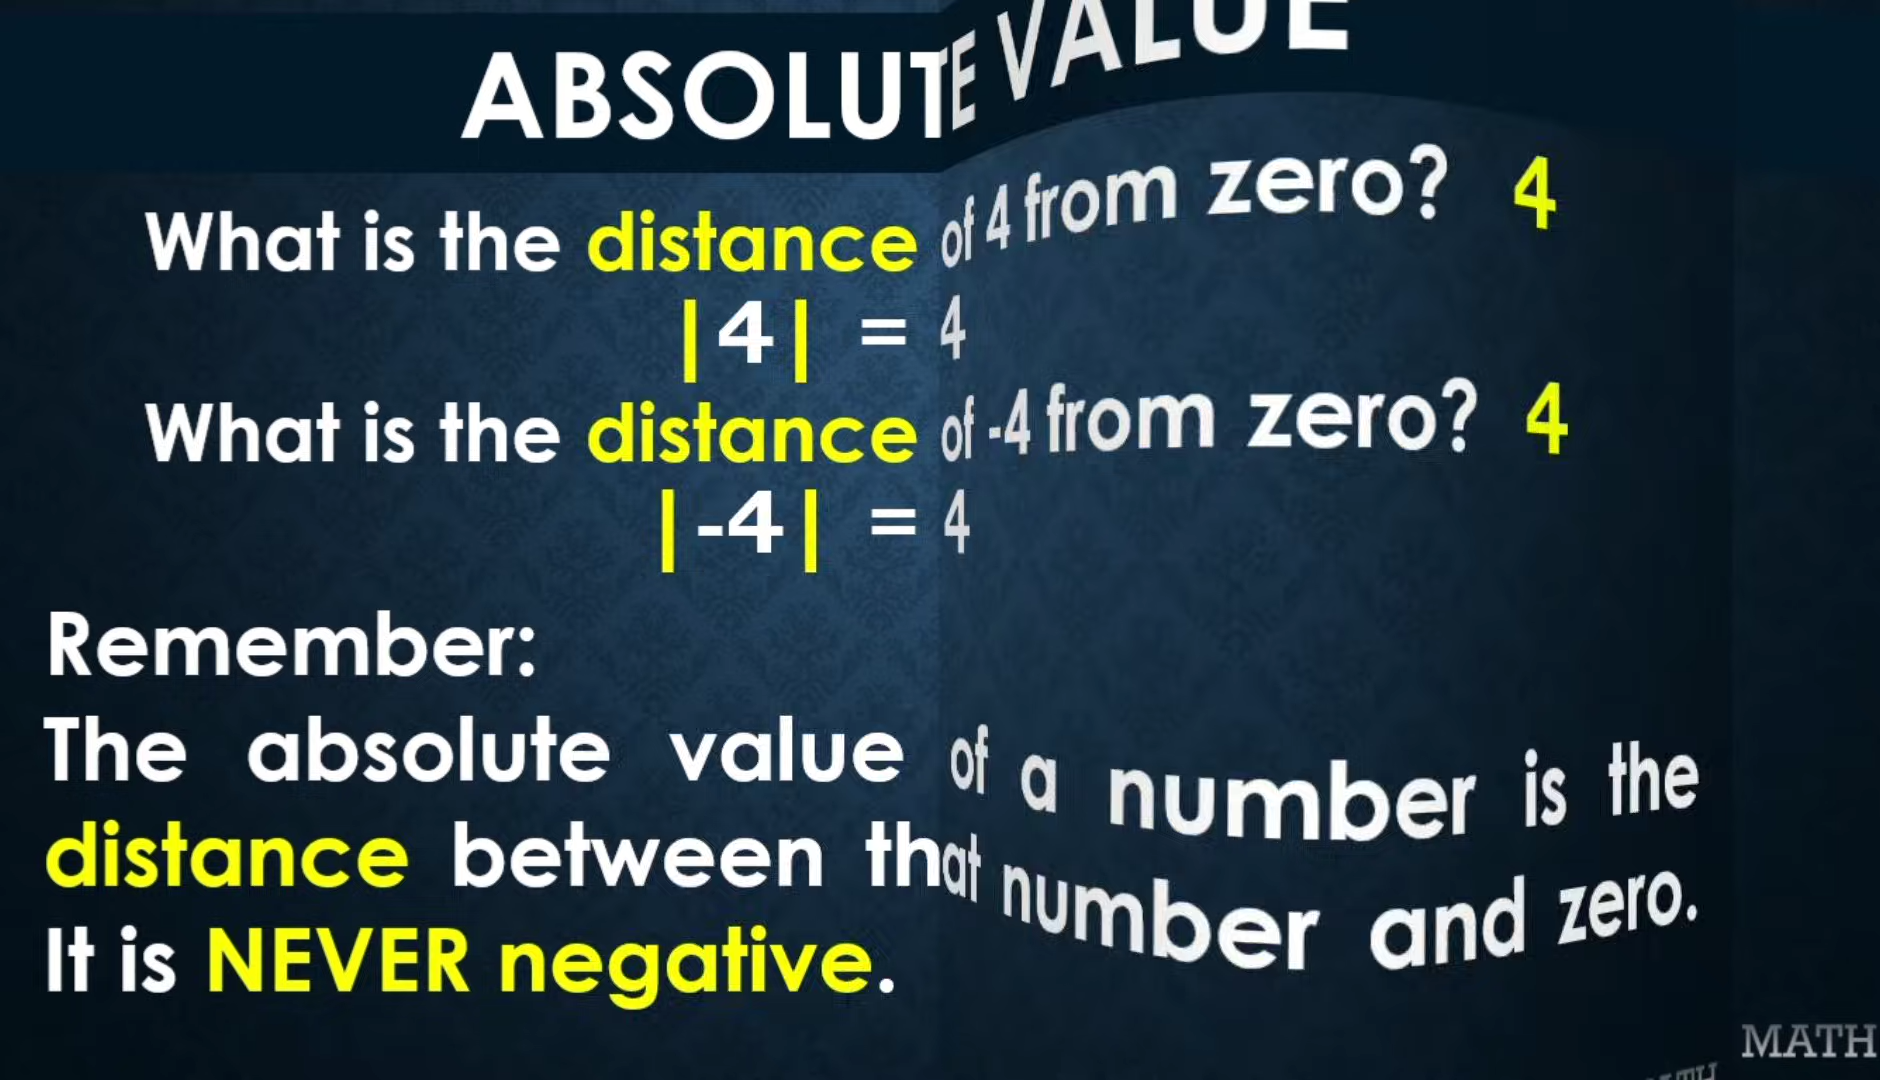 ABSOLUTE VALUE
What is the distance of 4 from zero? 4
|4| = 4
What is the distance of -4 from zero? 4
|-4| = 4
Remember:
The absolute value of a number is the
distance between that number and zero.
It is NEVER negative.
MATH